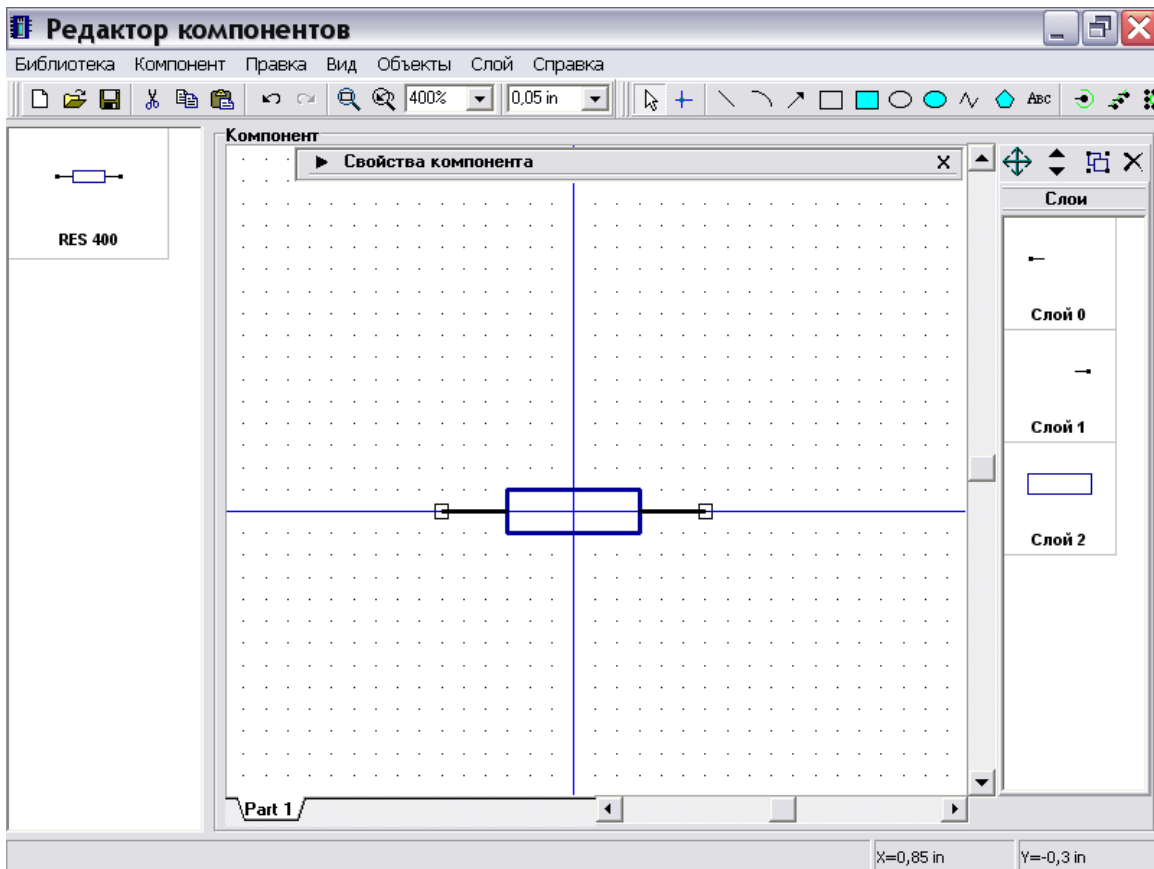 Редактор компонентов
Библиотека Компонент Правка Вид Объекты Слой Справка
400% 0,05 in ABC
Компонент
Свойства компонента
RES 400
Слои
Слой 0
Слой 1
Слой 2
Part 1
X=0,85 in Y=-0,3 in